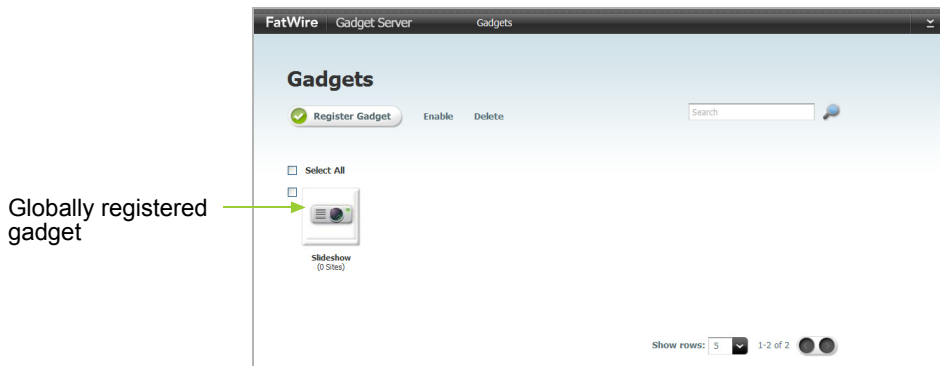 FatWire Gadget Server Gadgets
Gadgets
Register Gadget Enable Delete Search
Select All
Globally registered
gadget
Slideshow
(0 Sites)
Show rows: 5 1-2 of 2